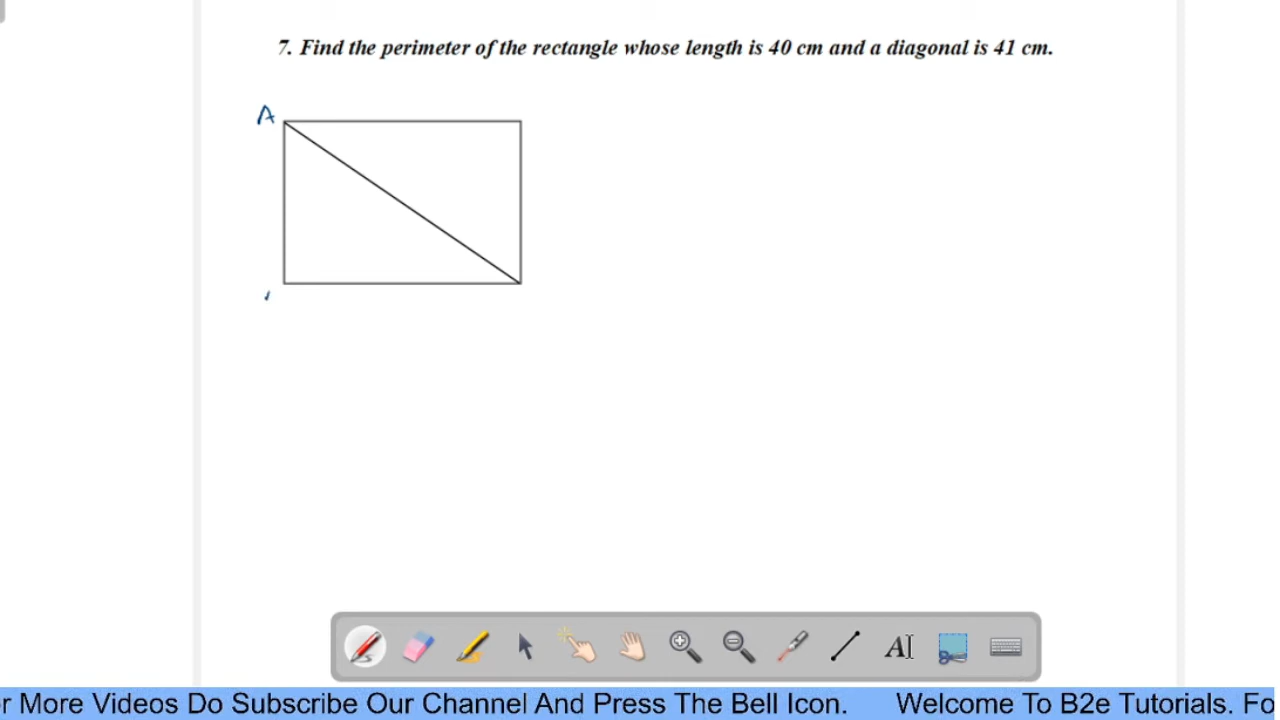 7. Find the perimeter of the rectangle whose length is 40 cm and a diagonal is 41 cm.
A
AI
r More Videos Do Subscribe Our Channel And Press The Bell Icon. Welcome To B2e Tutorials. Fo